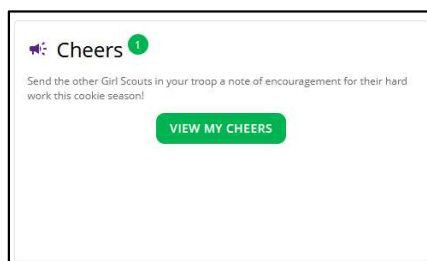 Cheers 1
Send the other Girl Scouts in your troop a note of encouragement for their hard
work this cookie season!
VIEW MY CHEERS